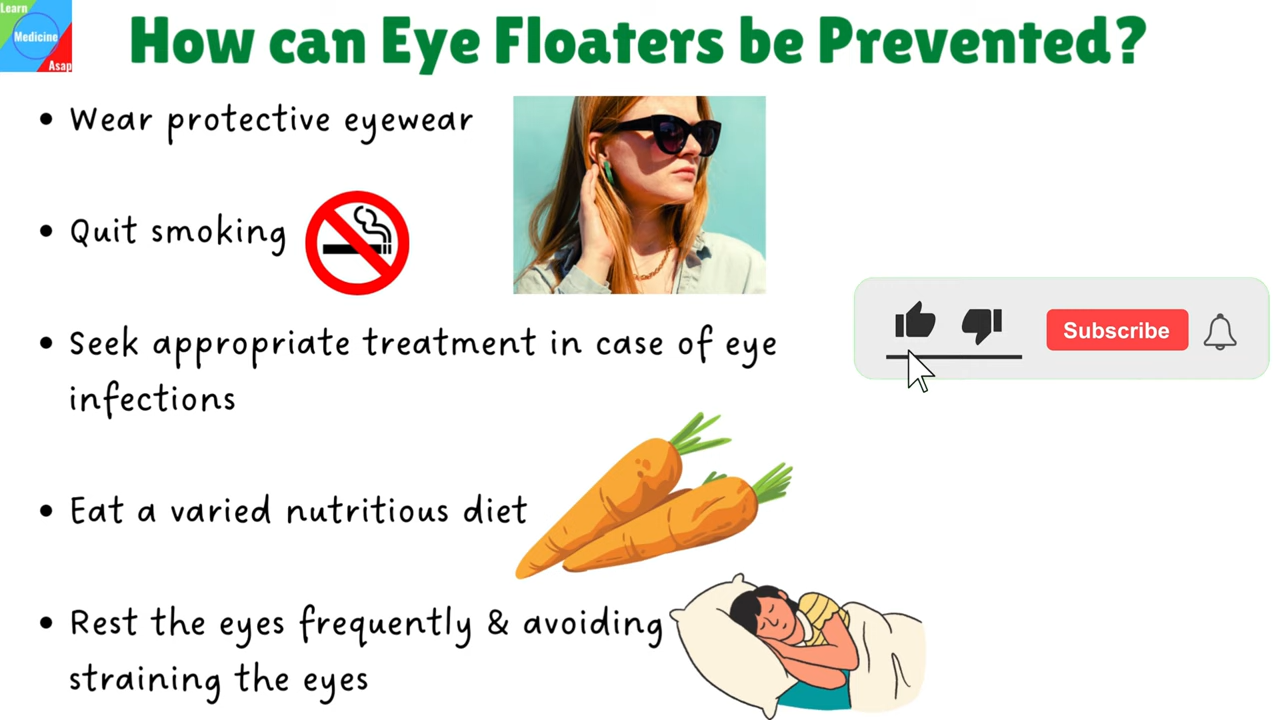 Learn
Medicine
Asap
How can Eye Floaters be Prevented?
• Wear protective eyewear
• Quit smoking
• Seek appropriate treatment in case of eye
infections
Subscribe
• Eat a varied nutritious diet
• Rest the eyes frequently & avoiding
straining the eyes